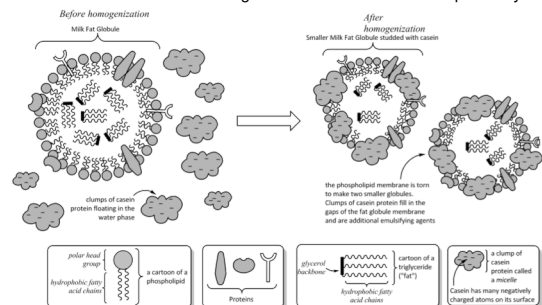 Before homogenization
Milk Fat Globule
clumps of casein
protein floating in the
water phase
After
homogenization
Smaller Milk Fat Globule studded with casein
the phospholipid membrane is torn
to make two smaller globules.
Clumps of casein protein fill in the
gaps of the fat globule membrane
and are additional emulsifying agents
polar head
group
hydrophobic fatty
acid chains
a cartoon of a
phospholipid
Proteins
glycerol
backbone
hydrophobic fatty
acid chains
cartoon of a
triglyceride
("fat")
a clump of
casein
protein called
a micelle
Casein has many negatively
charged atoms on its surface